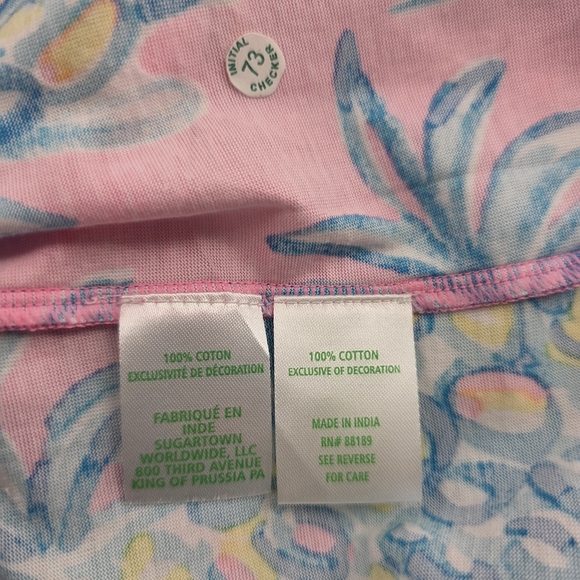 INITIAL
73
CHECKER
100% COTON
EXCLUSIVITÉ DE DÉCORATION
FABRIQUÉ EN
INDE
SUGARTOWN
WORLDWIDE, LLC
800 THIRD AVENUE
KING OF PRUSSIA PA
100% COTTON
EXCLUSIVE OF DECORATION
MADE IN INDIA
RN# 88189
SEE REVERSE
FOR CARE